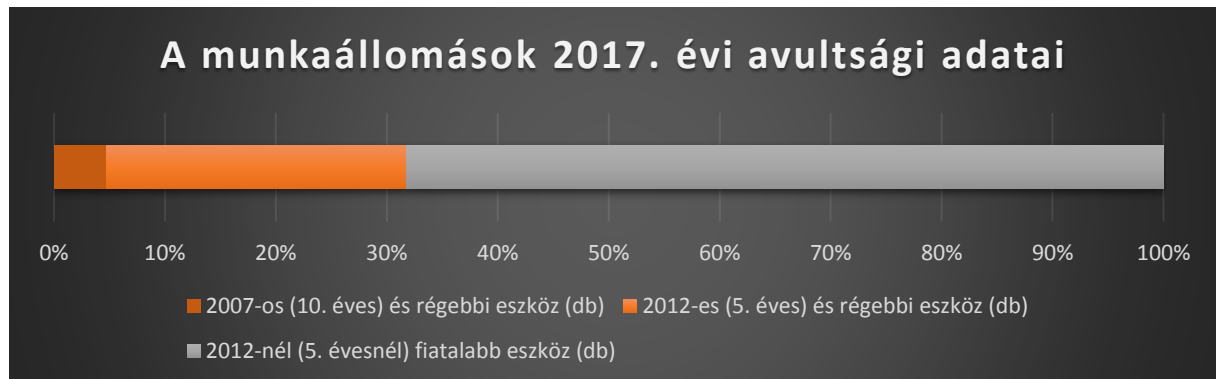 A munkaállomások 2017. évi avultsági adatai
0% 10% 20% 30% 40% 50% 60% 70% 80% 90% 100%
2007-os (10. éves) és régebbi eszköz (db) 2012-es (5. éves) és régebbi eszköz (db)
2012-nél (5. évesnél) fiatalabb eszköz (db)